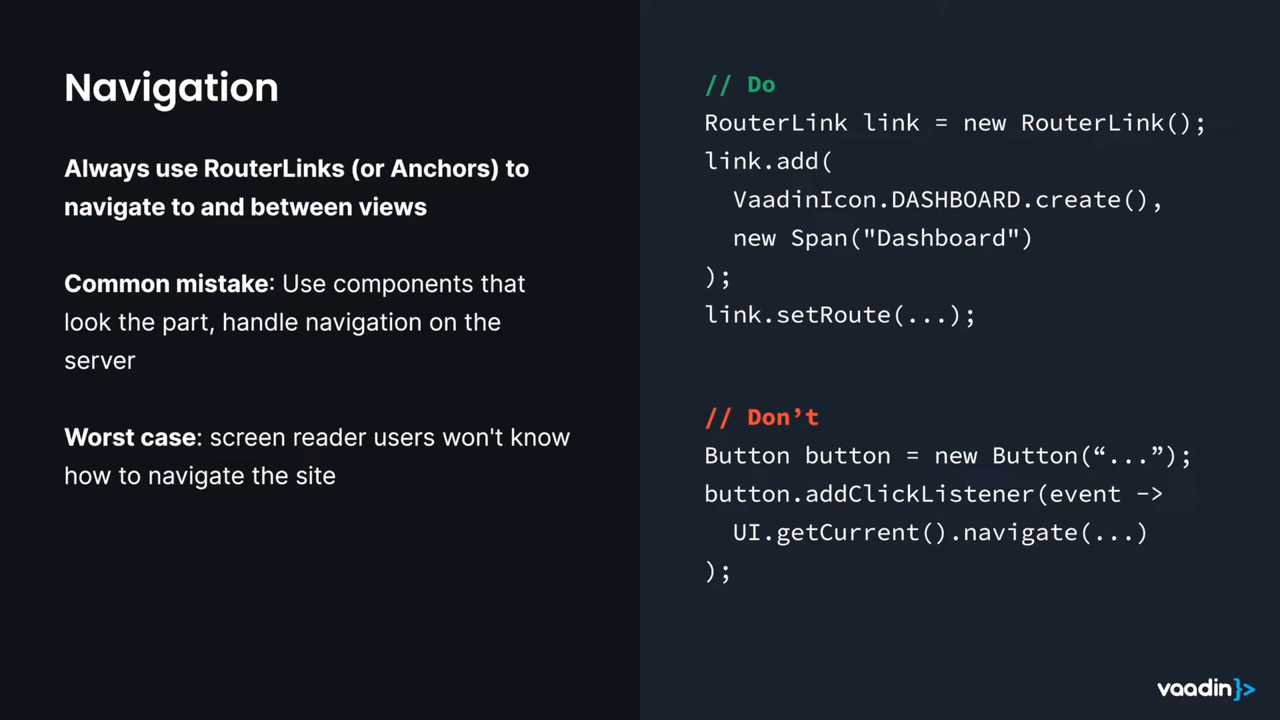 Navigation
Always use RouterLinks (or Anchors) to
navigate to and between views
Common mistake: Use components that
look the part, handle navigation on the
server
Worst case: screen reader users won't know
how to navigate the site
// Do
RouterLink link = new RouterLink();
link.add(
  VaadinIcon.DASHBOARD.create(),
  new Span("Dashboard")
);
link.setRoute(...);
// Don’t
Button button = new Button(“...”);
button.addClickListener(event ->
  UI.getCurrent().navigate(...)
);
vaadin}>